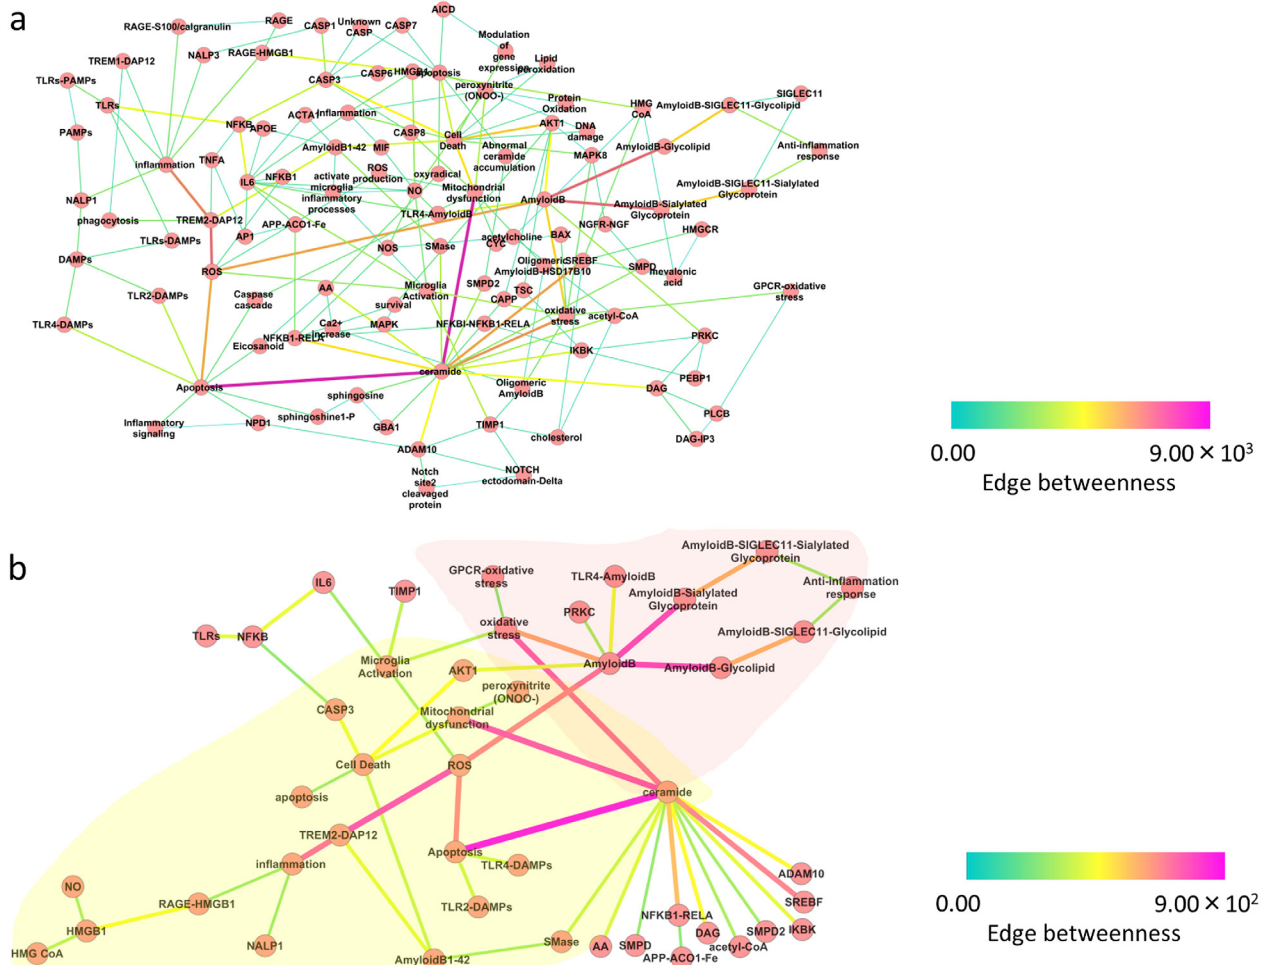 a
AICD
RAGE-S100/calgranulin
RAGE
CASP1
Unknown
CASP
CASP7
Modulation
of
gene
expression
Lipid
peroxidation
TREM1-DAP12
NALP3
RAGE-HMGB1
TLRs-PAMPs
CASP3
CASP6
HMGB1
apoptosis
peroxynitrite
(ONOO-)
SIGLEC11
TLRs
Protein
Oxidation
HMG
CoA
AmyloidB-SIGLEC11-Glycolipid
ACTA1
Inflammation
PAMPs
NFKB
APOE
CASP8
Cell
Death
AKT1
DNA
damage
AmyloidB1-42
MIF
Abnormal
ceramide
accumulation
MAPK8
AmyloidB-Glycolipid
Anti-inflammation
response
inflammation
TNFA
IL6
NFKB1
ROS
production
oxyradical
activate
microglia
inflammatory
processes
NO
Mitochondrial
dysfunction
AmyloidB
AmyloidB-SIGLEC11-Sialylated
Glycoprotein
NALP1
AmyloidB-Sialylated
Glycoprotein
phagocytosis
TREM2-DAP12
APP-ACO1-Fe
TLR4-AmyloidB
NGFR-NGF
HMGCR
TLRs-DAMPs
AP1
NOS
SMase
acetylcholine
CYC
BAX
DAMPs
ROS
Oligomeric
AmyloidB-HSD17B10
SREBF
SMPD
mevalonic
acid
TLR2-DAMPs
Caspase
cascade
AA
Microglia
Activation
SMPD2
TSC
CAPP
GPCR-oxidative
stress
survival
oxidative
stress
acetyl-CoA
TLR4-DAMPs
NFKB1-RELA
Ca2+
increase
MAPK
NFKBI-NFKB1-RELA
PRKC
Eicosanoid
IKBK
ceramide
PEBP1
Apoptosis
Oligomeric
AmyloidB
DAG
sphingosine
sphingoshine1-P
PLCB
Inflammatory
signaling
NPD1
GBA1
TIMP1
cholesterol
DAG-IP3
ADAM10
Notch
site2
cleavaged
protein
NOTCH
ectodomain-Delta
0.00
9.00 × 10³
Edge betweenness
b
AmyloidB-SIGLEC11-Sialylated
Glycoprotein
GPCR-oxidative
stress
TLR4-AmyloidB
IL6
TIMP1
AmyloidB-Sialylated
Glycoprotein
Anti-inflammation
response
PRKC
TLRs
NFKB
oxidative
stress
AmyloidB-SIGLEC11-Glycolipid
Microglia
Activation
AKT1
AmyloidB
AmyloidB-Glycolipid
peroxynitrite
(ONOO-)
CASP3
Mitochondrial
dysfunction
Cell Death
ROS
apoptosis
ceramide
TREM2-DAP12
inflammation
Apoptosis
TLR4-DAMPs
ADAM10
NO
RAGE-HMGB1
TLR2-DAMPs
SREBF
NFKB1-RELA
HMGB1
DAG
SMPD2
IKBK
HMG CoA
NALP1
SMase
AA
SMPD
acetyl-CoA
AmyloidB1-42
APP-ACO1-Fe
0.00
9.00 × 10²
Edge betweenness